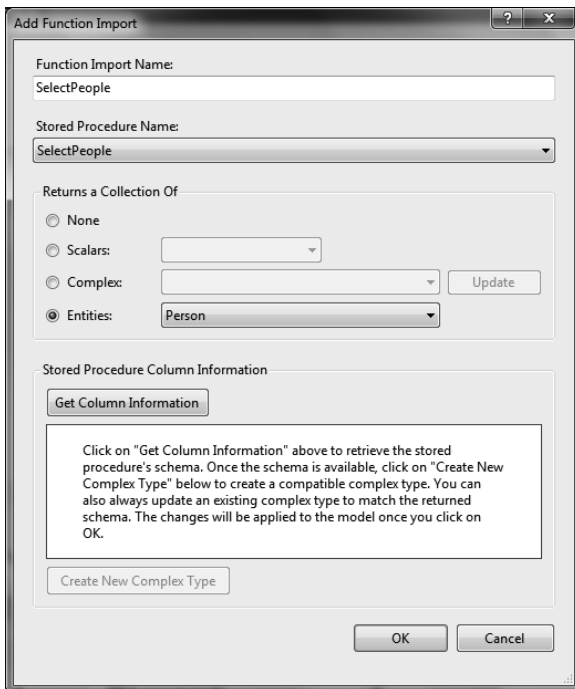 Add Function Import
Function Import Name:
SelectPeople
Stored Procedure Name:
SelectPeople
Returns a Collection Of
None
Scalars:
Complex:
Update
Entities:
Person
Stored Procedure Column Information
Get Column Information
Click on "Get Column Information" above to retrieve the stored
procedure's schema. Once the schema is available, click on "Create New
Complex Type" below to create a compatible complex type. You can
also always update an existing complex type to match the returned
schema. The changes will be applied to the model once you click on
OK.
Create New Complex Type
OK
Cancel